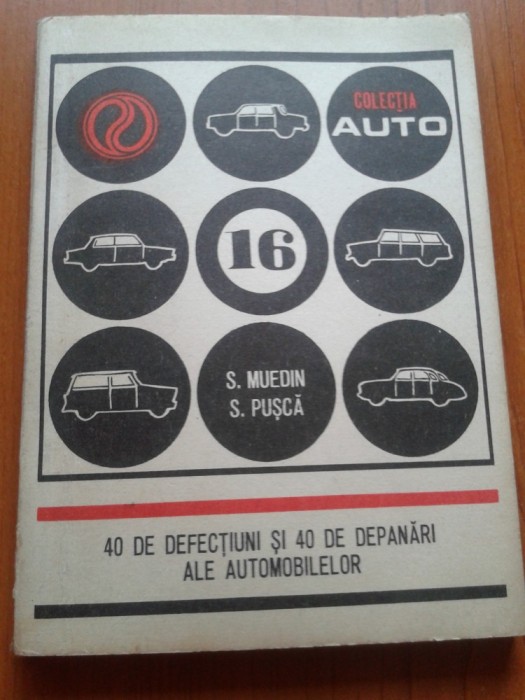 COLECȚIA
AUTO
16
S. MUEDIN
S. PUȘCĂ
40 DE DEFECȚIUNI ȘI 40 DE DEPANĂRI
ALE AUTOMOBILELOR